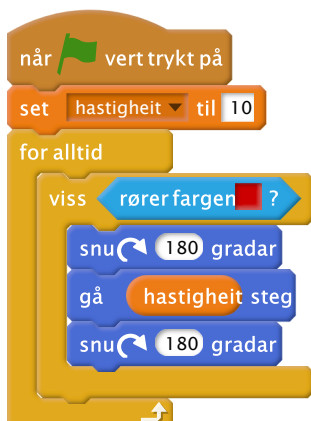 når vert trykt på
set hastigheit til 10
for alltid
viss rører fargen ?
snu 180 gradar
gå hastigheit steg
snu 180 gradar